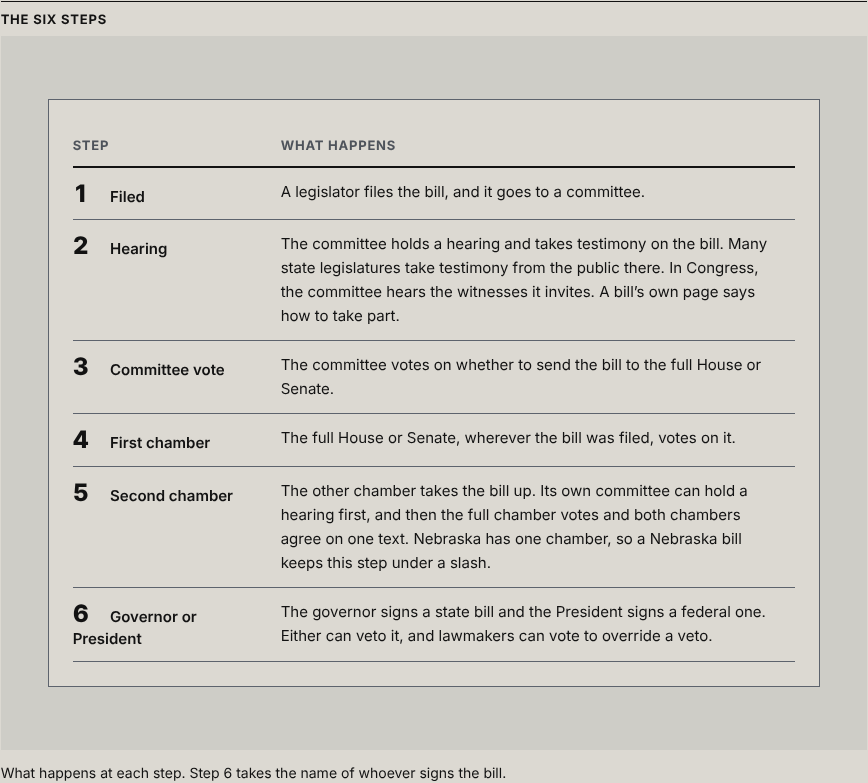 THE SIX STEPS
STEP WHAT HAPPENS
1 Filed A legislator files the bill, and it goes to a committee.
2 Hearing The committee holds a hearing and takes testimony on the bill. Many
state legislatures take testimony from the public there. In Congress,
the committee hears the witnesses it invites. A bill’s own page says
how to take part.
3 Committee vote The committee votes on whether to send the bill to the full House or
Senate.
4 First chamber The full House or Senate, wherever the bill was filed, votes on it.
5 Second chamber The other chamber takes the bill up. Its own committee can hold a
hearing first, and then the full chamber votes and both chambers
agree on one text. Nebraska has one chamber, so a Nebraska bill
keeps this step under a slash.
6 Governor or The governor signs a state bill and the President signs a federal one.
President Either can veto it, and lawmakers can vote to override a veto.
What happens at each step. Step 6 takes the name of whoever signs the bill.